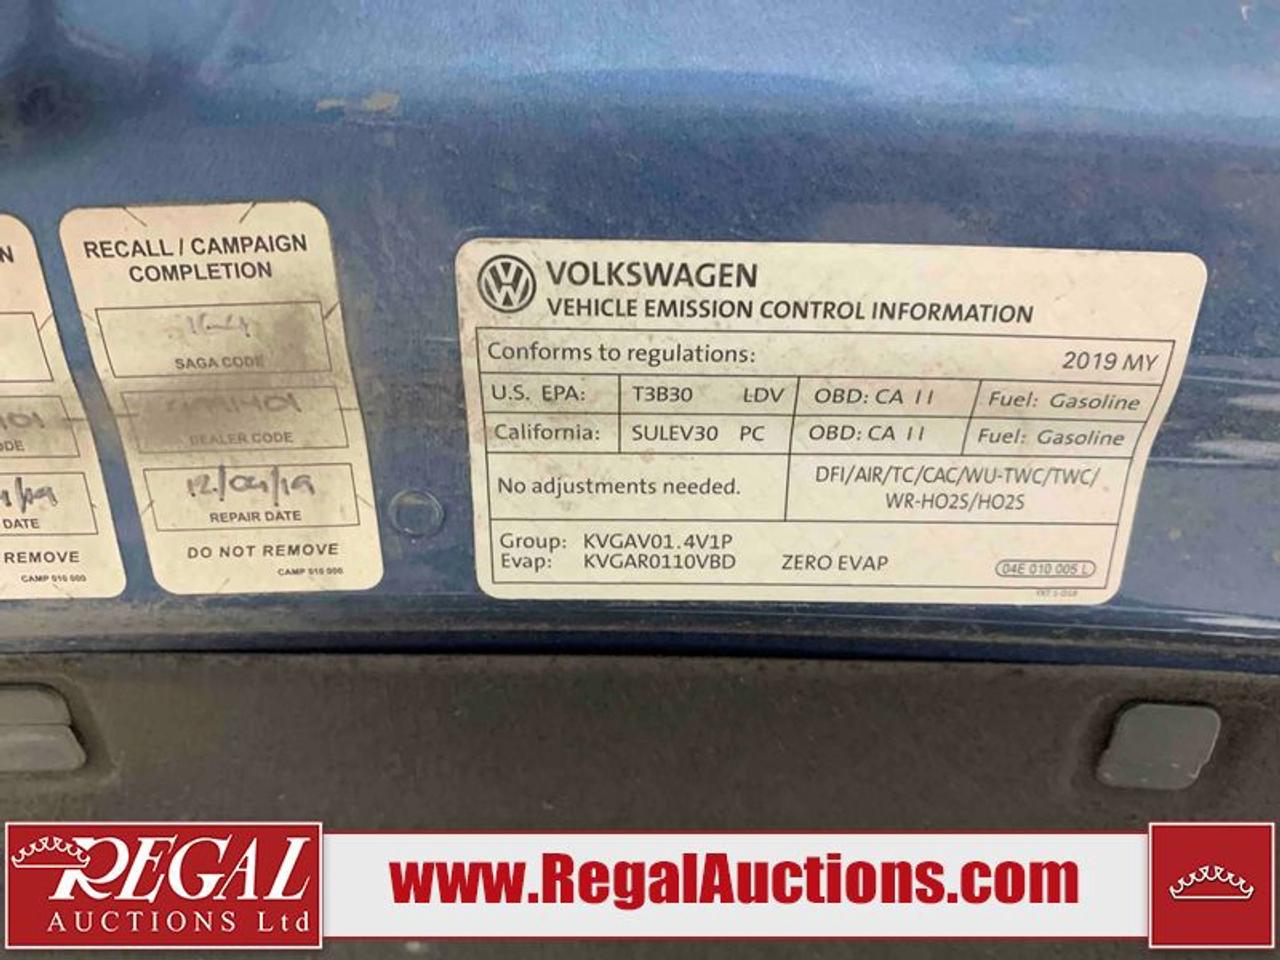 N
401
DE
DATE
REMOVE
CAMP 010 000
RECALL / CAMPAIGN
COMPLETION
SAGA CODE
DEALER CODE
12/04/19
REPAIR DATE
DO NOT REMOVE
CAMP 010 000
VOLKSWAGEN
VEHICLE EMISSION CONTROL INFORMATION
Conforms to regulations: 2019 MY
U.S. EPA: T3B30 LDV OBD: CA II Fuel: Gasoline
California: SULEV30 PC OBD: CA II Fuel: Gasoline
No adjustments needed.
DFI/AIR/TC/CAC/WU-TWC/TWC/
WR-HO2S/HO2S
Group: KVGAV01.4V1P
Evap: KVGAR0110VBD ZERO EVAP
04E 010 005 L
REGAL
AUCTIONS Ltd
www.RegalAuctions.com